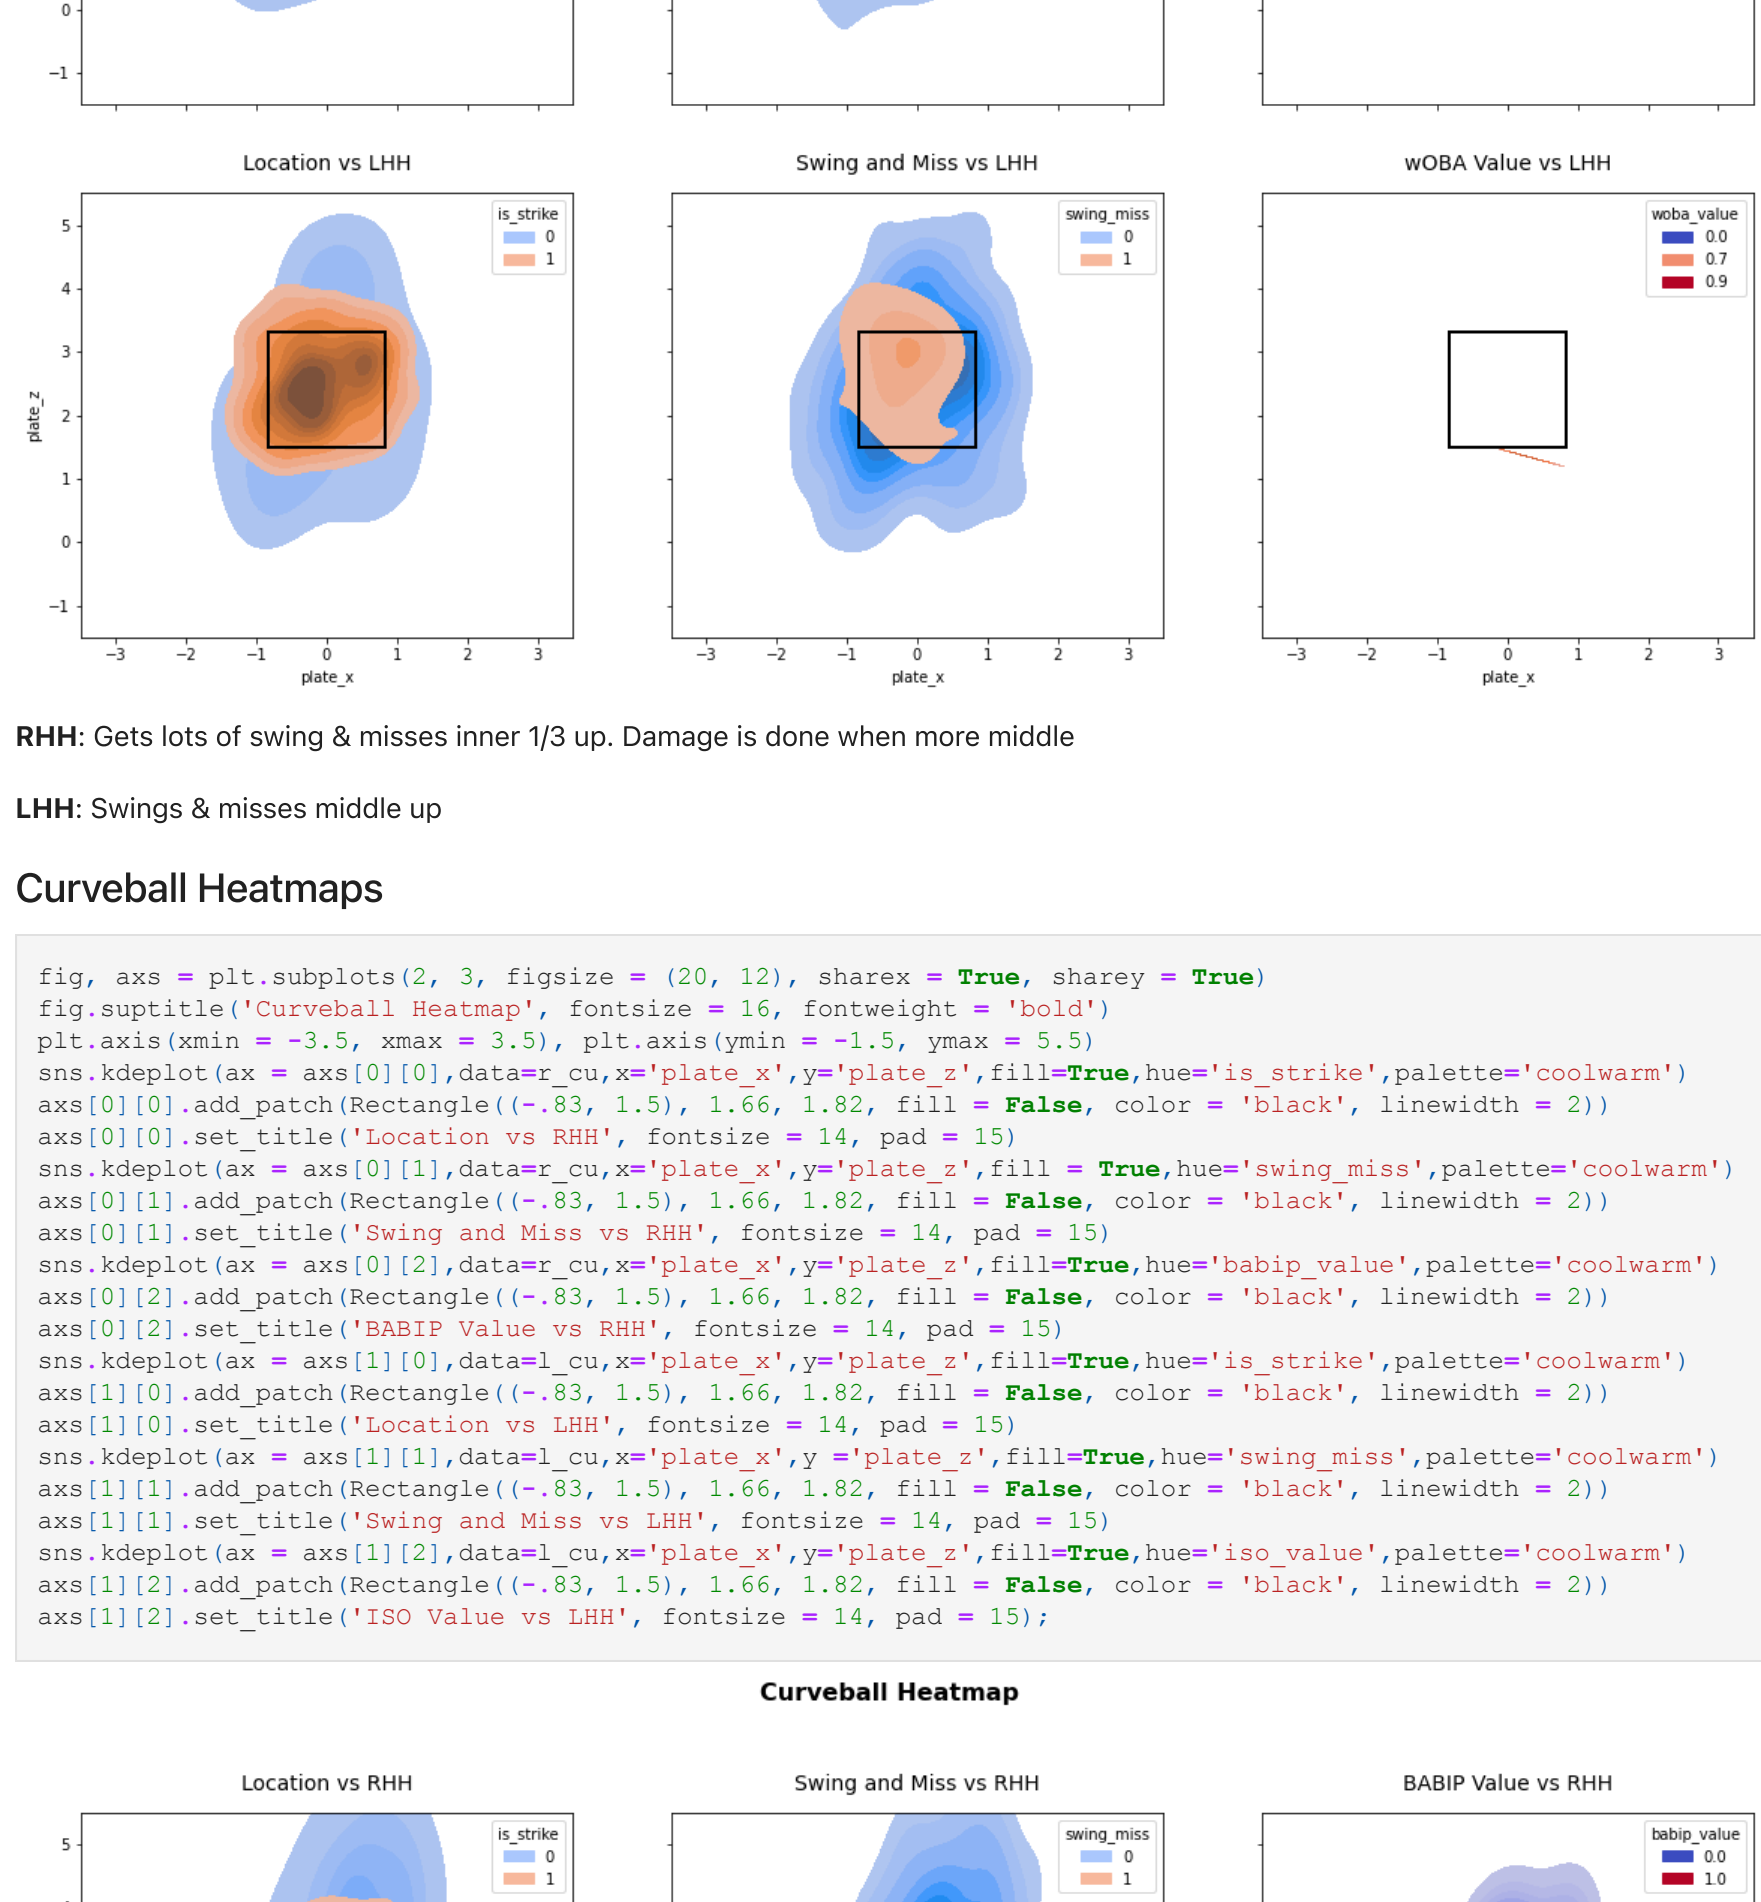 0
−1
Location vs LHH
Swing and Miss vs LHH
wOBA Value vs LHH
is_strike
0
1
swing_miss
0
1
woba_value
0.0
0.7
0.9
5
4
3
2
1
0
−1
plate_z
−3 −2 −1 0 1 2 3
plate_x
−3 −2 −1 0 1 2 3
plate_x
−3 −2 −1 0 1 2 3
plate_x
RHH: Gets lots of swing & misses inner 1/3 up. Damage is done when more middle
LHH: Swings & misses middle up
Curveball Heatmaps
fig, axs = plt.subplots(2, 3, figsize = (20, 12), sharex = True, sharey = True)
fig.suptitle('Curveball Heatmap', fontsize = 16, fontweight = 'bold')
plt.axis(xmin = -3.5, xmax = 3.5), plt.axis(ymin = -1.5, ymax = 5.5)
sns.kdeplot(ax = axs[0][0],data=r_cu,x='plate_x',y='plate_z',fill=True,hue='is_strike',palette='coolwarm')
axs[0][0].add_patch(Rectangle((-.83, 1.5), 1.66, 1.82, fill = False, color = 'black', linewidth = 2))
axs[0][0].set_title('Location vs RHH', fontsize = 14, pad = 15)
sns.kdeplot(ax = axs[0][1],data=r_cu,x='plate_x',y='plate_z',fill = True,hue='swing_miss',palette='coolwarm')
axs[0][1].add_patch(Rectangle((-.83, 1.5), 1.66, 1.82, fill = False, color = 'black', linewidth = 2))
axs[0][1].set_title('Swing and Miss vs RHH', fontsize = 14, pad = 15)
sns.kdeplot(ax = axs[0][2],data=r_cu,x='plate_x',y='plate_z',fill=True,hue='babip_value',palette='coolwarm')
axs[0][2].add_patch(Rectangle((-.83, 1.5), 1.66, 1.82, fill = False, color = 'black', linewidth = 2))
axs[0][2].set_title('BABIP Value vs RHH', fontsize = 14, pad = 15)
sns.kdeplot(ax = axs[1][0],data=l_cu,x='plate_x',y='plate_z',fill=True,hue='is_strike',palette='coolwarm')
axs[1][0].add_patch(Rectangle((-.83, 1.5), 1.66, 1.82, fill = False, color = 'black', linewidth = 2))
axs[1][0].set_title('Location vs LHH', fontsize = 14, pad = 15)
sns.kdeplot(ax = axs[1][1],data=l_cu,x='plate_x',y ='plate_z',fill=True,hue='swing_miss',palette='coolwarm')
axs[1][1].add_patch(Rectangle((-.83, 1.5), 1.66, 1.82, fill = False, color = 'black', linewidth = 2))
axs[1][1].set_title('Swing and Miss vs LHH', fontsize = 14, pad = 15)
sns.kdeplot(ax = axs[1][2],data=l_cu,x='plate_x',y='plate_z',fill=True,hue='iso_value',palette='coolwarm')
axs[1][2].add_patch(Rectangle((-.83, 1.5), 1.66, 1.82, fill = False, color = 'black', linewidth = 2))
axs[1][2].set_title('ISO Value vs LHH', fontsize = 14, pad = 15);
Curveball Heatmap
Location vs RHH
Swing and Miss vs RHH
BABIP Value vs RHH
5
is_strike
0
1
swing_miss
0
1
babip_value
0.0
1.0